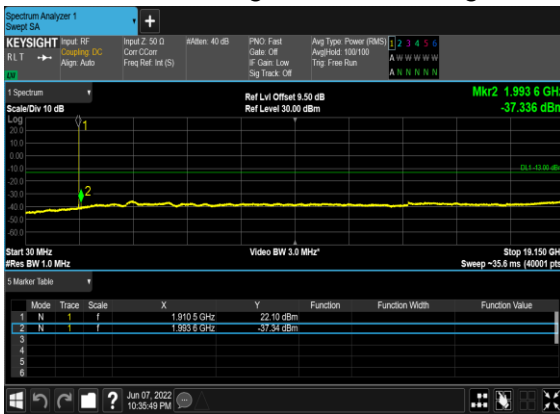 Spectrum Analyzer 1
Swept SA
+
KEYSIGHT Input: RF Input Z: 50 Ω #Atten: 40 dB PNO: Fast Avg Type: Power (RMS) 1 2 3 4 5 6
RLT Coupling: DC Corr CCorr Gate: Off Avg|Hold: 100/100 A W W W W W
Align: Auto Freq Ref: Int (S) IF Gain: Low Trig: Free Run
LV Sig Track: Off A N N N N N
1 Spectrum Ref Lvl Offset 9.50 dB Mkr2 1.993 6 GHz
Scale/Div 10 dB Ref Level 30.00 dBm -37.336 dBm
Log
20.0 1
10.0
0.00
-10.0 DL1 -13.00 dBm
-20.0
-30.0 2
-40.0
-50.0
-60.0
Start 30 MHz Video BW 3.0 MHz* Stop 19.150 GHz
#Res BW 1.0 MHz Sweep ~35.6 ms (40001 pts)
5 Marker Table
Mode Trace Scale X Y Function Function Width Function Value
1 N 1 f 1.910 5 GHz 22.10 dBm
2 N 1 f 1.993 6 GHz -37.34 dBm
3
4
5
6
? Jun 07, 2022
10:35:49 PM